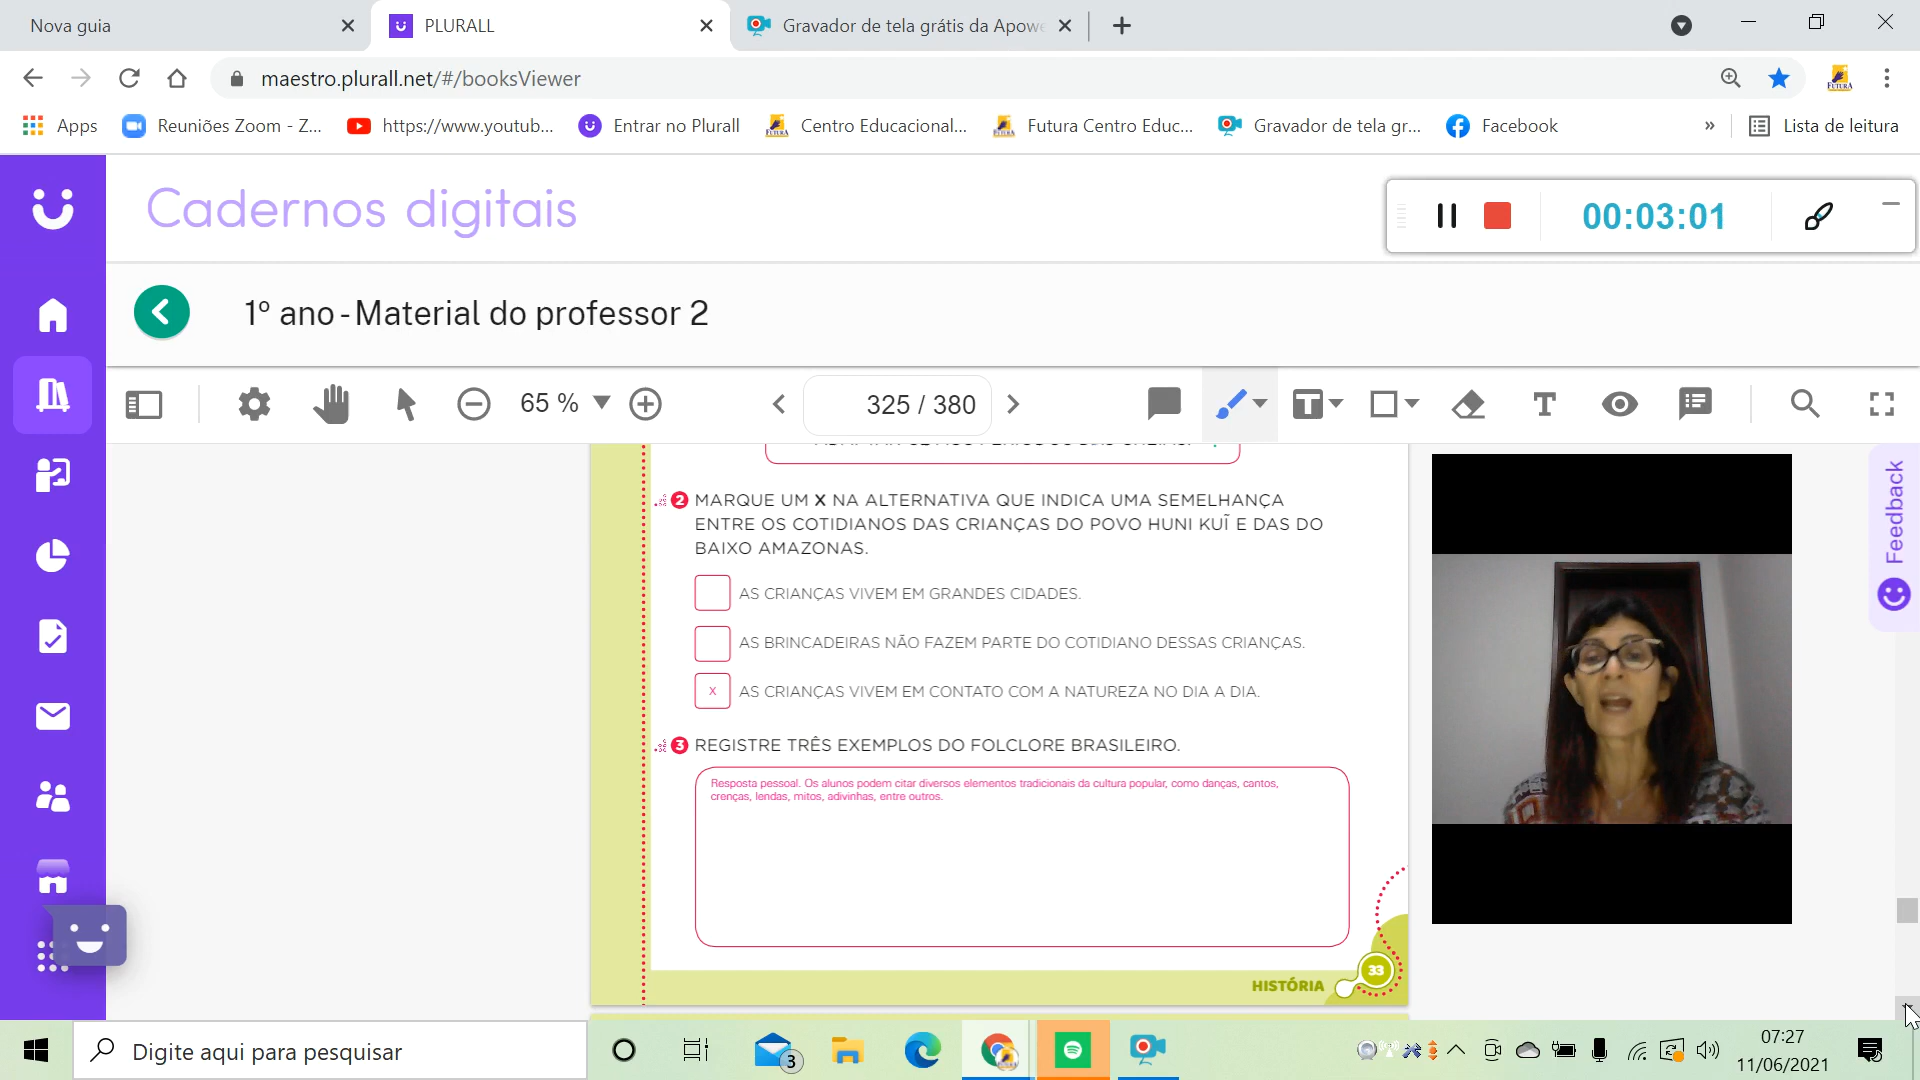 Nova guia
PLURALL
Gravador de tela grátis da Apowe
maestro.plurall.net/#/booksViewer
Apps
Reuniões Zoom - Z...
https://www.youtub...
Entrar no Plurall
Centro Educacional...
Futura Centro Educ...
Gravador de tela gr...
Facebook
»
Lista de leitura
Cadernos digitais
00:03:01
1º ano - Material do professor 2
65 %
325 / 380
Feedback
2 MARQUE UM X NA ALTERNATIVA QUE INDICA UMA SEMELHANÇA
ENTRE OS COTIDIANOS DAS CRIANÇAS DO POVO HUNI KUĨ E DAS DO
BAIXO AMAZONAS.
AS CRIANÇAS VIVEM EM GRANDES CIDADES.
AS BRINCADEIRAS NÃO FAZEM PARTE DO COTIDIANO DESSAS CRIANÇAS.
X AS CRIANÇAS VIVEM EM CONTATO COM A NATUREZA NO DIA A DIA.
3 REGISTRE TRÊS EXEMPLOS DO FOLCLORE BRASILEIRO.
Resposta pessoal. Os alunos podem citar diversos elementos tradicionais da cultura popular, como danças, cantos,
crenças, lendas, mitos, adivinhas, entre outros.
HISTÓRIA 33
Digite aqui para pesquisar
3
07:27
11/06/2021